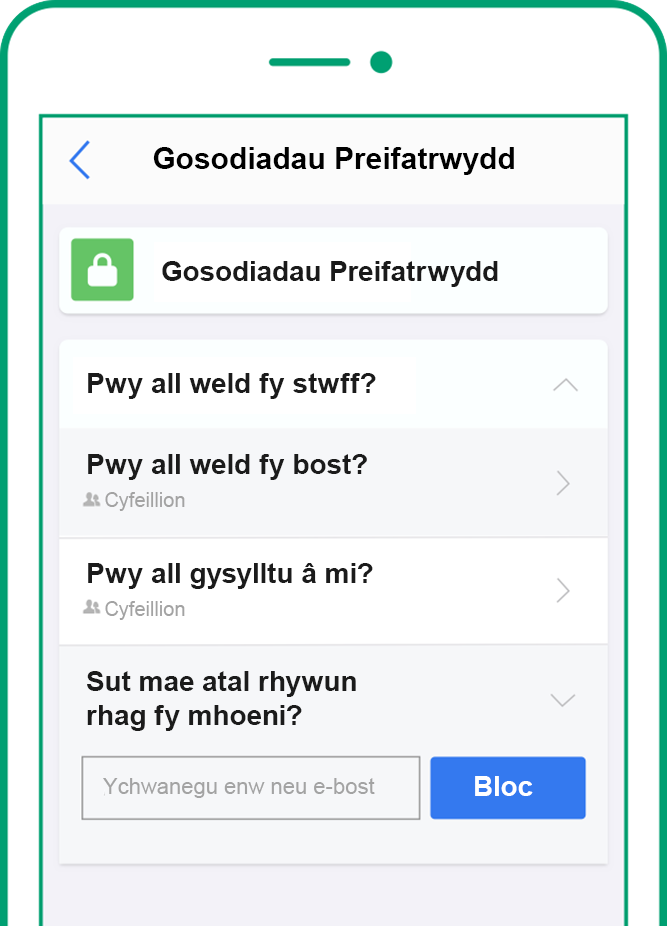 Gosodiadau Preifatrwydd
Gosodiadau Preifatrwydd
Pwy all weld fy stwff?
Pwy all weld fy bost?
Cyfeillion
Pwy all gysylltu â mi?
Cyfeillion
Sut mae atal rhywun
rhag fy mhoeni?
Ychwanegu enw neu e-bost
Bloc